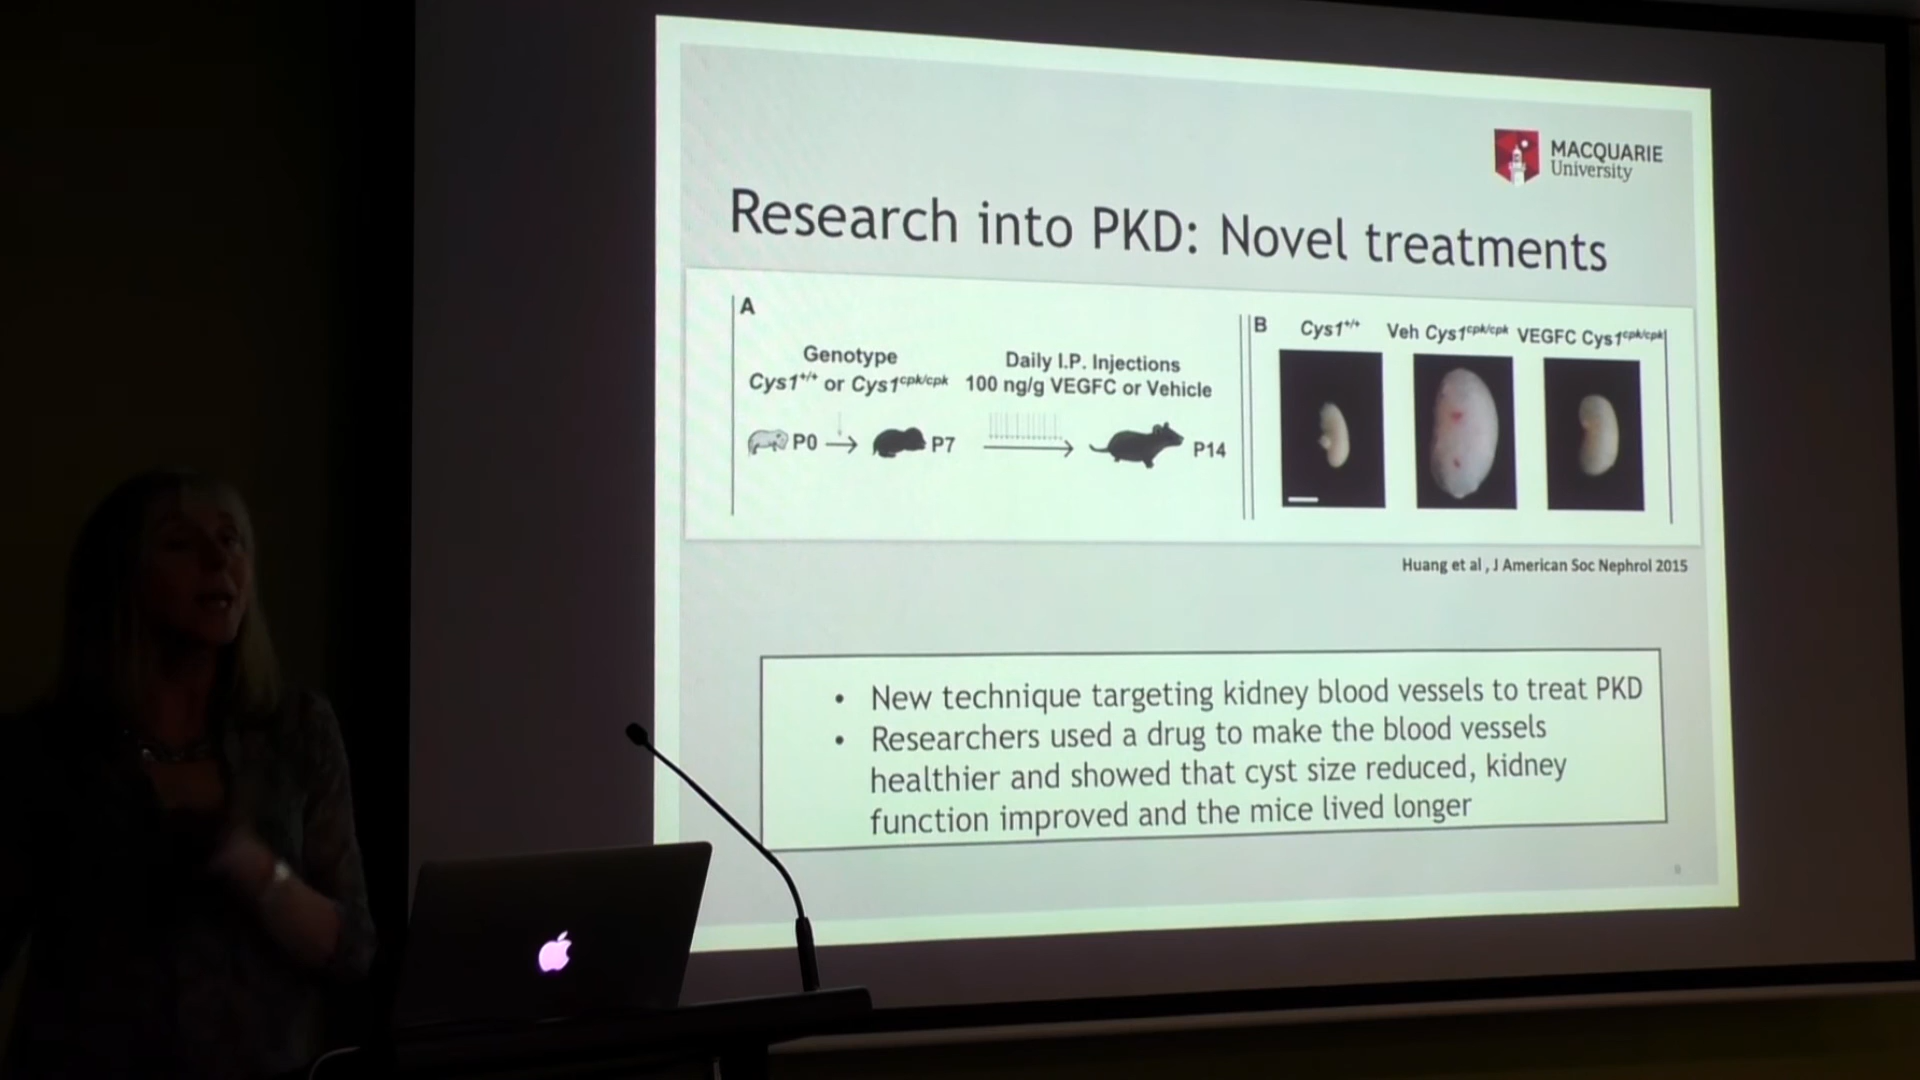 MACQUARIE
University
Research into PKD: Novel treatments
A
Genotype
Cys1+/+ or Cys1cpk/cpk
Daily I.P. Injections
100 ng/g VEGFC or Vehicle
P0
P7
P14
B
Cys1+/+
Veh Cys1cpk/cpk
VEGFC Cys1cpk/cpk
Huang et al , J American Soc Nephrol 2015
• New technique targeting kidney blood vessels to treat PKD
• Researchers used a drug to make the blood vessels
healthier and showed that cyst size reduced, kidney
function improved and the mice lived longer